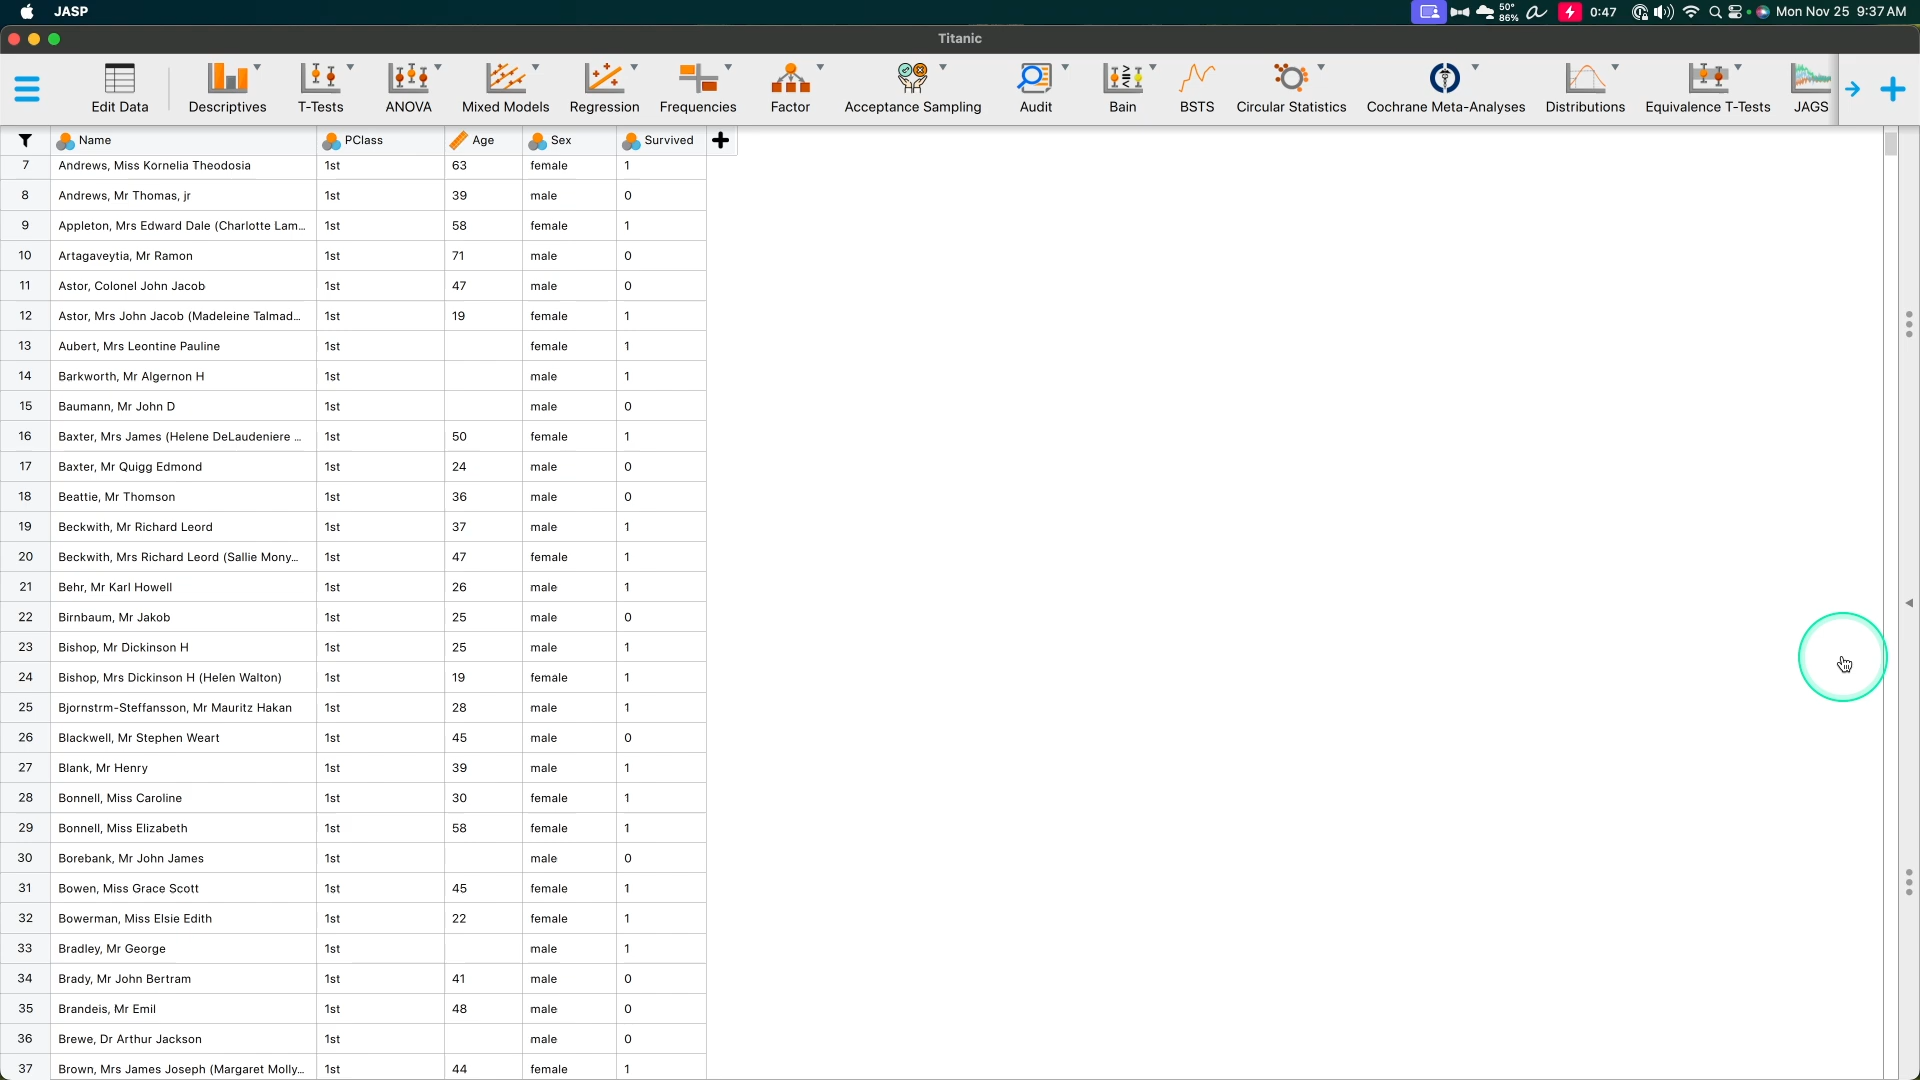 JASP 50° 86% 0:47 Mon Nov 25 9:37 AM
Titanic
Edit Data Descriptives T-Tests ANOVA Mixed Models Regression Frequencies Factor Acceptance Sampling Audit Bain BSTS Circular Statistics Cochrane Meta-Analyses Distributions Equivalence T-Tests JAGS
Name PClass Age Sex Survived
7 Andrews, Miss Kornelia Theodosia 1st 63 female 1
8 Andrews, Mr Thomas, jr 1st 39 male 0
9 Appleton, Mrs Edward Dale (Charlotte Lam... 1st 58 female 1
10 Artagaveytia, Mr Ramon 1st 71 male 0
11 Astor, Colonel John Jacob 1st 47 male 0
12 Astor, Mrs John Jacob (Madeleine Talmad... 1st 19 female 1
13 Aubert, Mrs Leontine Pauline 1st female 1
14 Barkworth, Mr Algernon H 1st male 1
15 Baumann, Mr John D 1st male 0
16 Baxter, Mrs James (Helene DeLaudeniere ... 1st 50 female 1
17 Baxter, Mr Quigg Edmond 1st 24 male 0
18 Beattie, Mr Thomson 1st 36 male 0
19 Beckwith, Mr Richard Leord 1st 37 male 1
20 Beckwith, Mrs Richard Leord (Sallie Mony... 1st 47 female 1
21 Behr, Mr Karl Howell 1st 26 male 1
22 Birnbaum, Mr Jakob 1st 25 male 0
23 Bishop, Mr Dickinson H 1st 25 male 1
24 Bishop, Mrs Dickinson H (Helen Walton) 1st 19 female 1
25 Bjornstrm-Steffansson, Mr Mauritz Hakan 1st 28 male 1
26 Blackwell, Mr Stephen Weart 1st 45 male 0
27 Blank, Mr Henry 1st 39 male 1
28 Bonnell, Miss Caroline 1st 30 female 1
29 Bonnell, Miss Elizabeth 1st 58 female 1
30 Borebank, Mr John James 1st male 0
31 Bowen, Miss Grace Scott 1st 45 female 1
32 Bowerman, Miss Elsie Edith 1st 22 female 1
33 Bradley, Mr George 1st male 1
34 Brady, Mr John Bertram 1st 41 male 0
35 Brandeis, Mr Emil 1st 48 male 0
36 Brewe, Dr Arthur Jackson 1st male 0
37 Brown, Mrs James Joseph (Margaret Molly... 1st 44 female 1